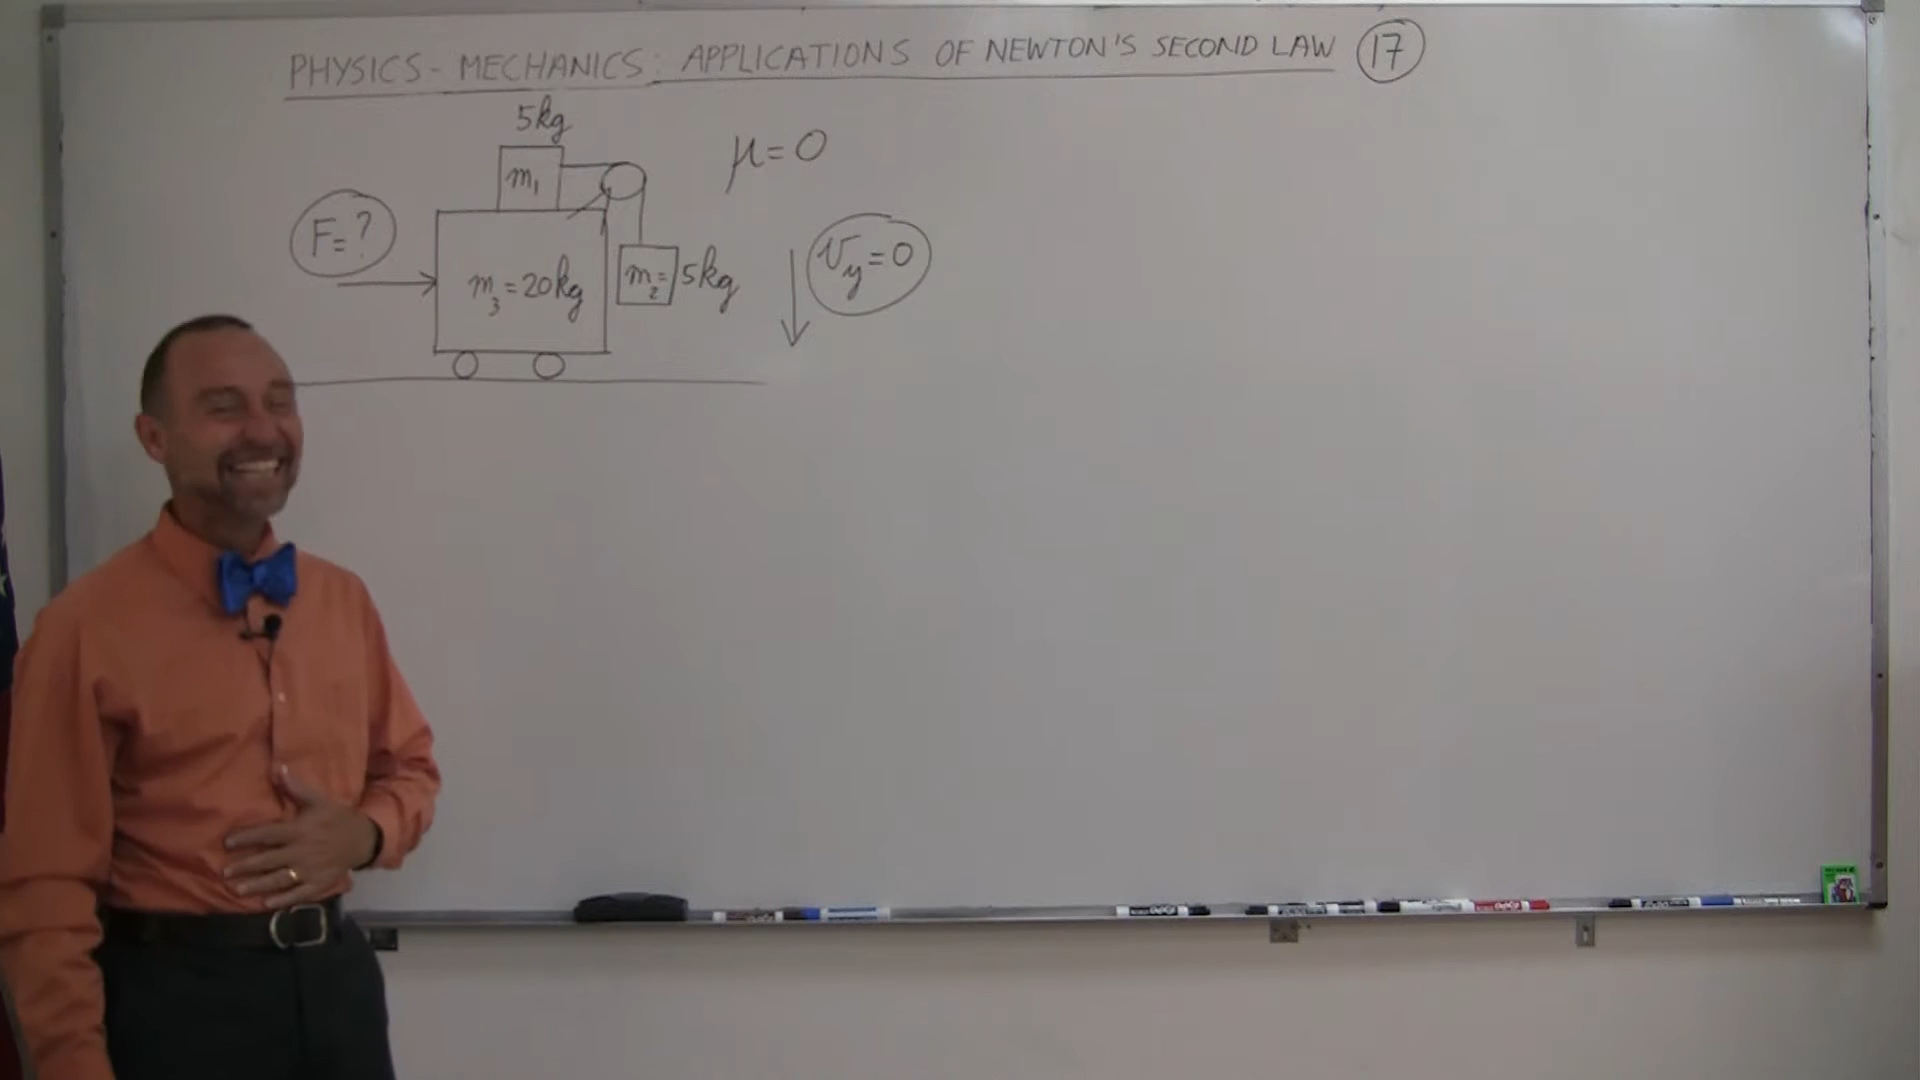 PHYSICS - MECHANICS: APPLICATIONS OF NEWTON'S SECOND LAW 17
5kg
m₁
μ=0
F=?
m₃=20kg
m₂=
5kg
v_y=0